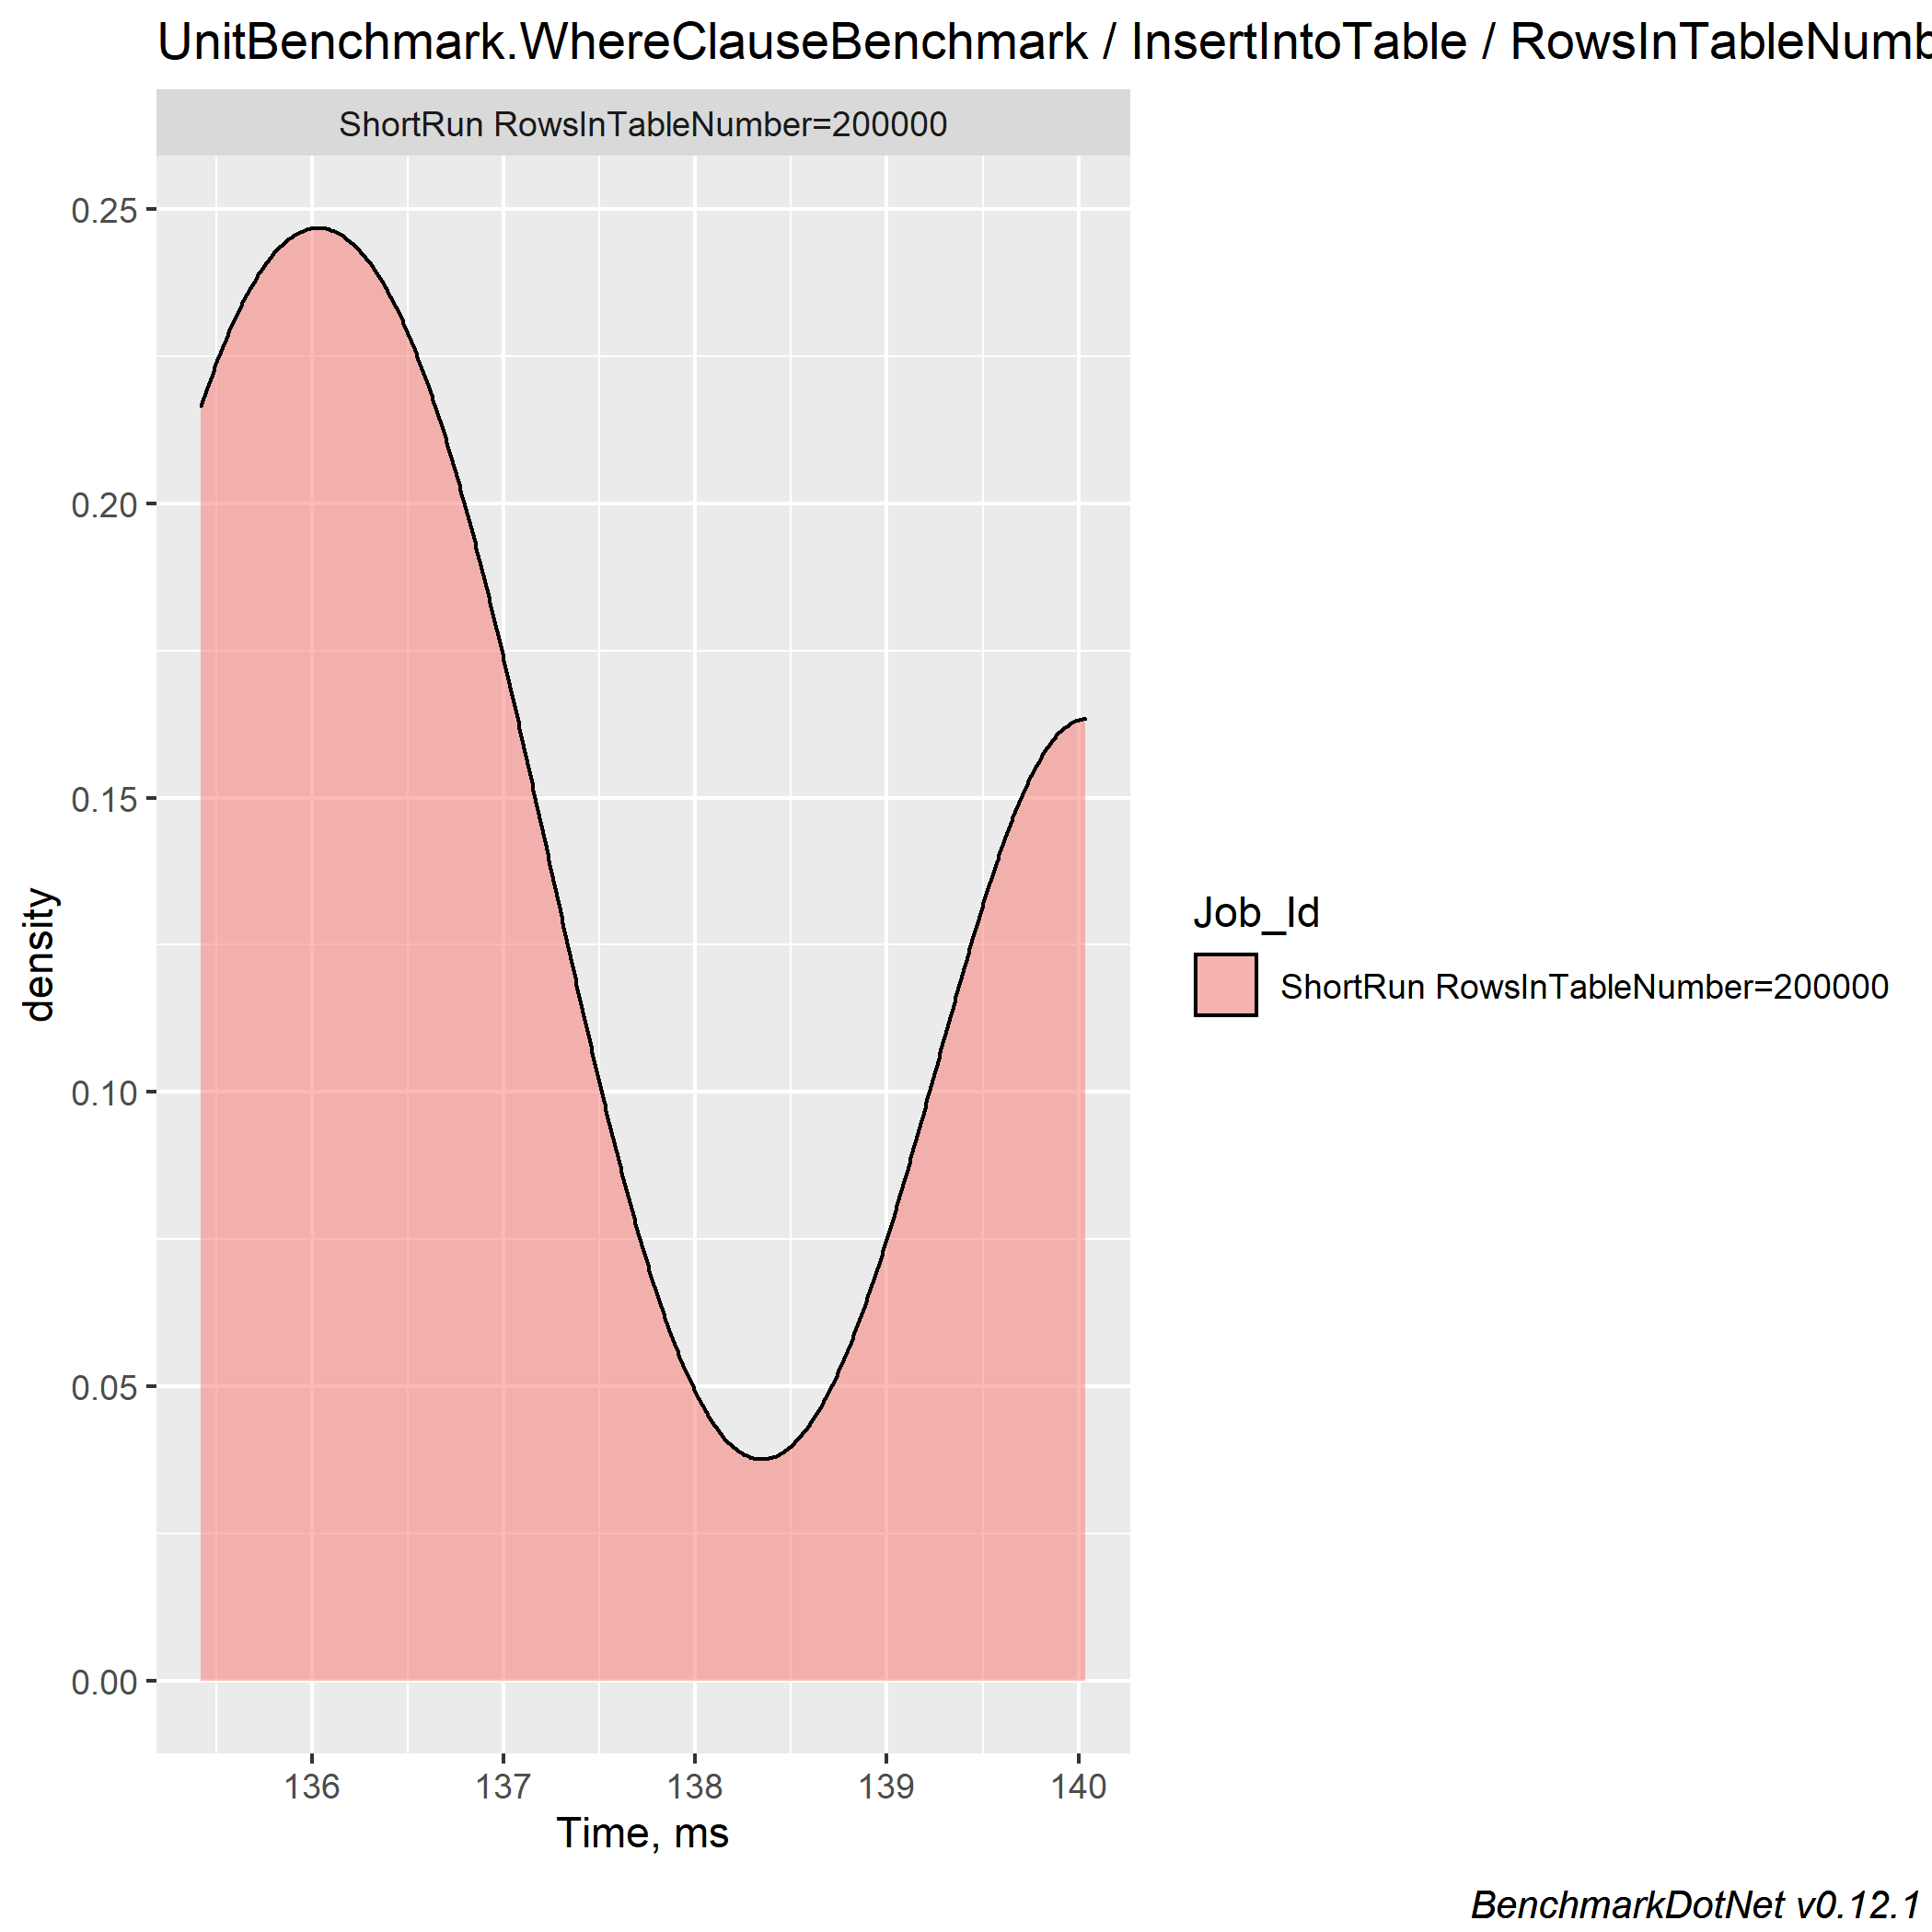 UnitBenchmark.WhereClauseBenchmark / InsertIntoTable / RowsInTableNumb
ShortRun RowsInTableNumber=200000
0.25
0.20
0.15
0.10
0.05
0.00
density
136 137 138 139 140
Time, ms
Job_Id
ShortRun RowsInTableNumber=200000
BenchmarkDotNet v0.12.1